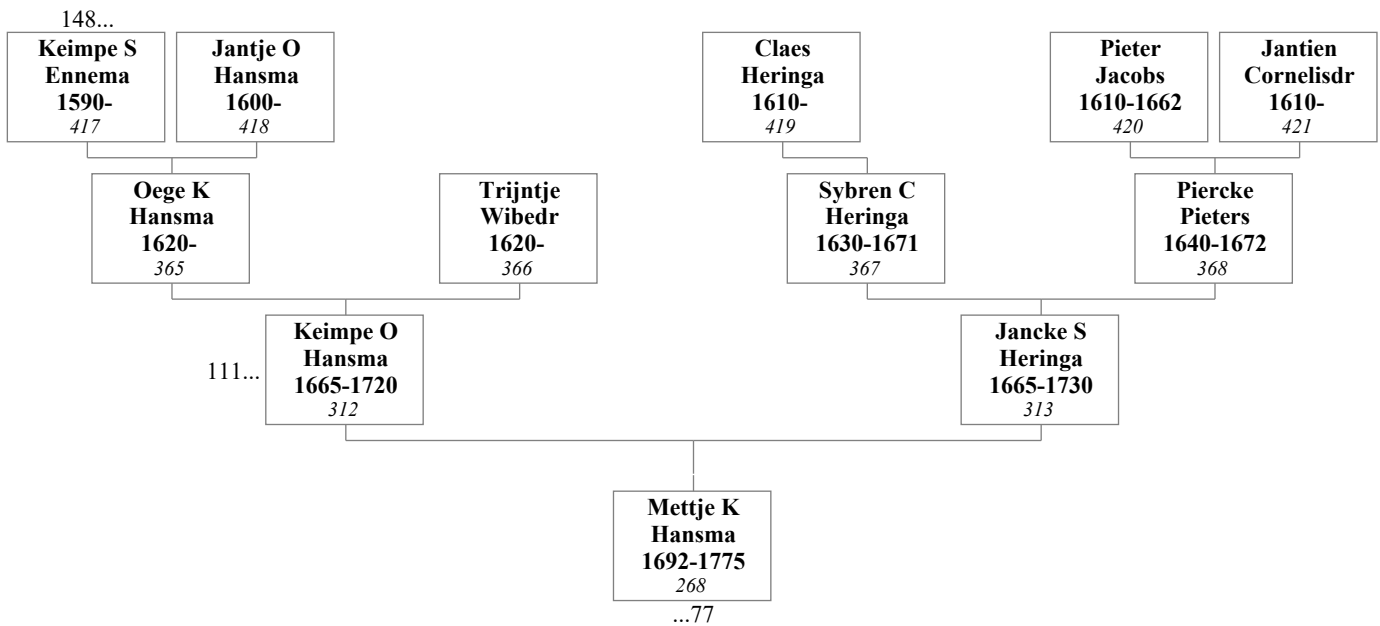 148...
Keimpe S
Ennema
1590-
417
Jantje O
Hansma
1600-
418
Claes
Heringa
1610-
419
Pieter
Jacobs
1610-1662
420
Jantien
Cornelisdr
1610-
421
Oege K
Hansma
1620-
365
Trijntje
Wibedr
1620-
366
Sybren C
Heringa
1630-1671
367
Piercke
Pieters
1640-1672
368
111...
Keimpe O
Hansma
1665-1720
312
Jancke S
Heringa
1665-1730
313
Mettje K
Hansma
1692-1775
268
...77